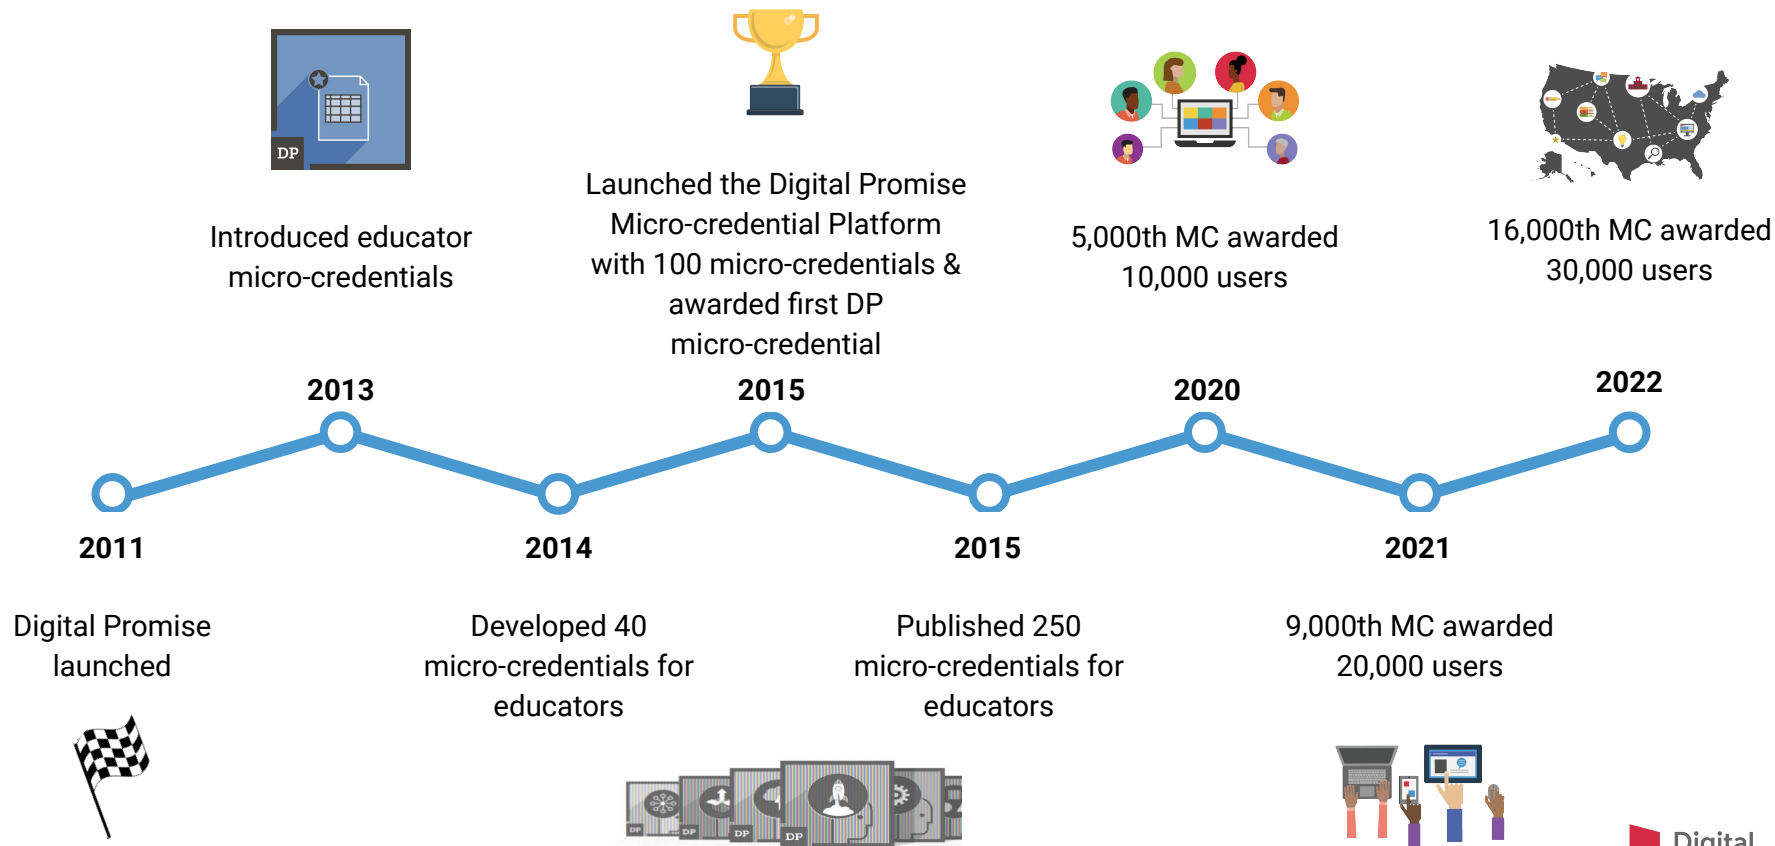 DP
Introduced educator
micro-credentials
2013
Launched the Digital Promise
Micro-credential Platform
with 100 micro-credentials &
awarded first DP
micro-credential
2015
5,000th MC awarded
10,000 users
2020
16,000th MC awarded
30,000 users
2022
2011
Digital Promise
launched
2014
Developed 40
micro-credentials for
educators
2015
Published 250
micro-credentials for
educators
2021
9,000th MC awarded
20,000 users
DP
DP
DP
DP
Digital